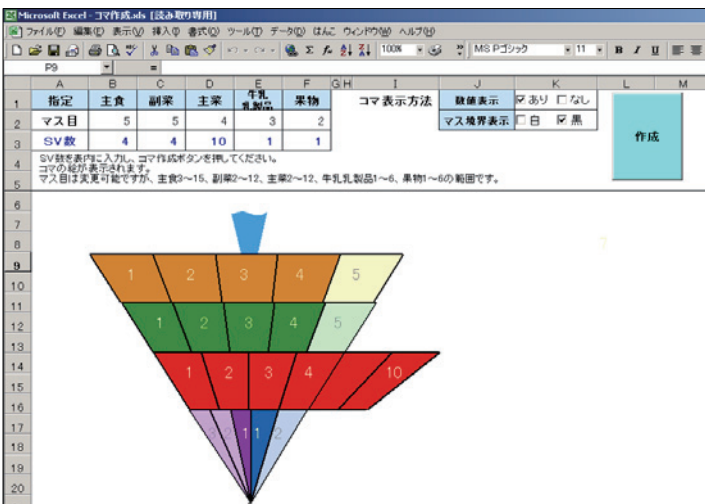 Microsoft Excel - コマ作成.xls [読み取り専用]
ファイル(F) 編集(E) 表示(V) 挿入(I) 書式(O) ツール(T) データ(D) はんこ ウィンドウ(W) ヘルプ(H)
100% MS Pゴシック 11 B I U
P9 =
A B C D E F G H I J K L M
1 指定 主食 副菜 主菜 牛乳乳製品 果物 コマ表示方法 数値表示 あり なし
2 マス目 5 5 4 3 2 マス境界表示 白 黒
3 SV数 4 4 10 1 1
作成
4 SV数を表内に入力し、コマ作成ボタンを押してください。
コマの絵が表示されます。
5 マス目は変更可能ですが、主食3~15、副菜2~12、主菜2~12、牛乳乳製品1~6、果物1~6の範囲です。
6
7
8 7
9
10 1 2 3 4 5
11
12 1 2 3 4 5
13
14 1 2 3 4 10
15
16
17 3 2 1 1 2
18
19
20